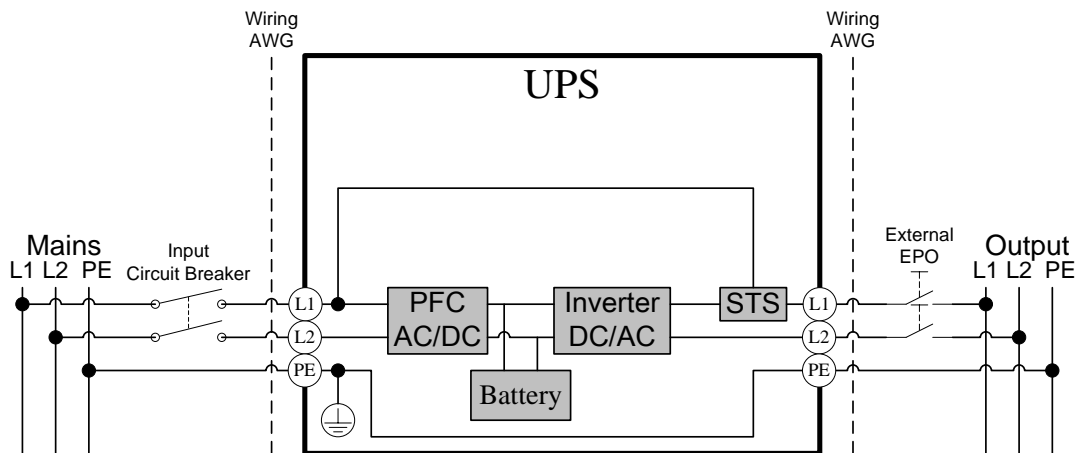 Wiring
AWG
Wiring
AWG
UPS
Mains
L1 L2 PE
Input
Circuit Breaker
External
EPO
Output
L1 L2 PE
L1
PFC
AC/DC
Inverter
DC/AC
STS
L1
L2
L2
PE
Battery
PE